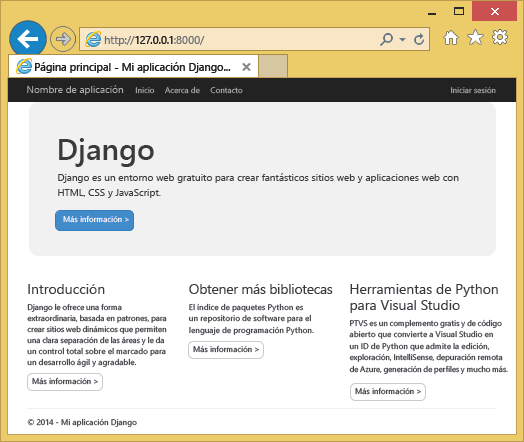 http://127.0.0.1:8000/
Página principal - Mi aplicación Django...
Nombre de aplicación Inicio Acerca de Contacto Iniciar sesión
Django
Django es un entorno web gratuito para crear fantásticos sitios web y aplicaciones web con
HTML, CSS y JavaScript.
Más información >
Introducción
Django le ofrece una forma
extraordinaria, basada en patrones, para
crear sitios web dinámicos que permiten
una clara separación de las áreas y le da
un control total sobre el marcado para
un desarrollo ágil y agradable.
Más información >
Obtener más bibliotecas
El índice de paquetes Python es
un repositorio de software para el
lenguaje de programación Python.
Más información >
Herramientas de Python
para Visual Studio
PTVS es un complemento gratis y de código
abierto que convierte a Visual Studio en
un ID de Python que admite la edición,
exploración, IntelliSense, depuración remota
de Azure, generación de perfiles y mucho más.
Más información >
© 2014 - Mi aplicación Django